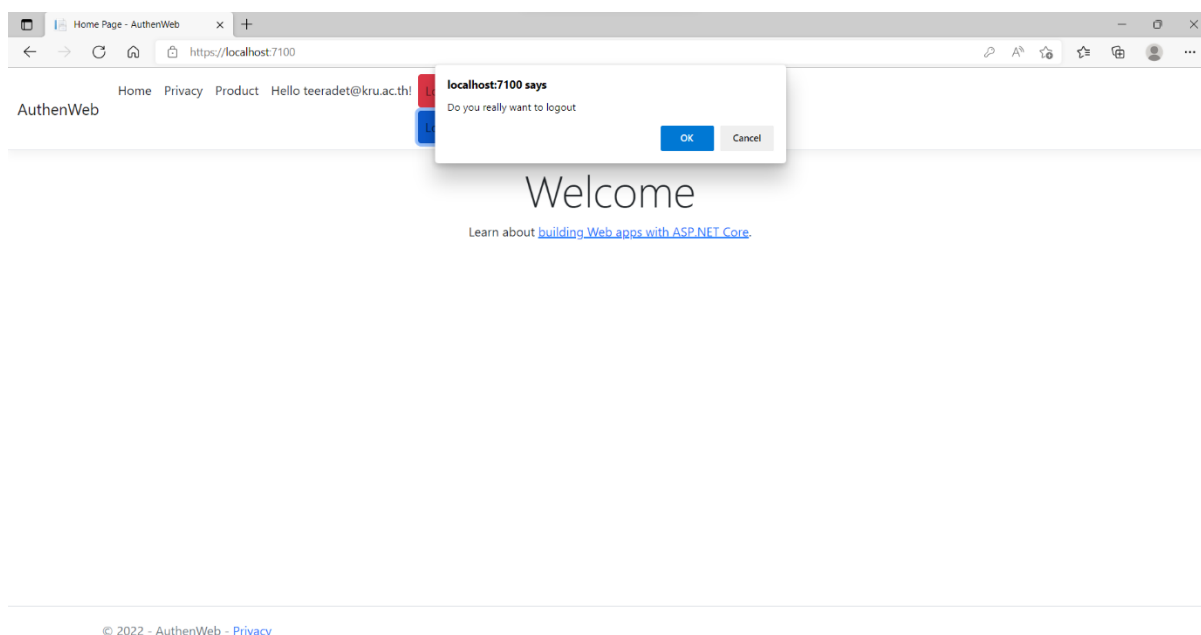 Home Page - AuthenWeb
https://localhost:7100
AuthenWeb
Home Privacy Product Hello teeradet@kru.ac.th!
localhost:7100 says
Do you really want to logout
OK Cancel
Welcome
Learn about building Web apps with ASP.NET Core.
© 2022 - AuthenWeb - Privacy